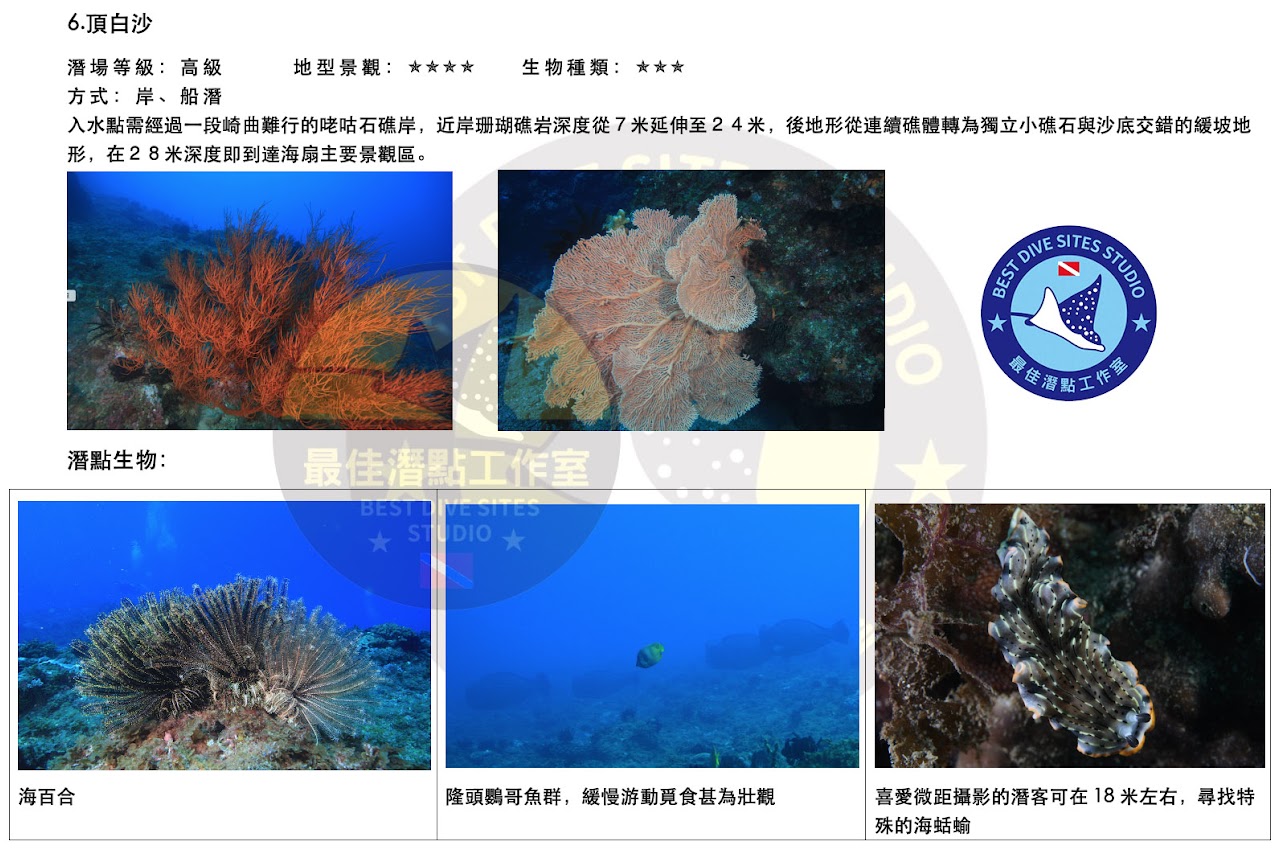 6.頂白沙
潛場等級：高級 地型景觀：★★★★ 生物種類：★★★
方式：岸、船潛
入水點需經過一段崎曲難行的咾咕石礁岸，近岸珊瑚礁岩深度從７米延伸至２４米，後地形從連續礁體轉為獨立小礁石與沙底交錯的緩坡地
形，在２８米深度即到達海扇主要景觀區。
BEST DIVE SITES STUDIO
最佳潛點工作室
潛點生物：
最佳潛點工作室
BEST DIVE SITES
STUDIO
海百合
隆頭鸚哥魚群，緩慢游動覓食甚為壯觀
喜愛微距攝影的潛客可在 18 米左右，尋找特
殊的海蛞蝓